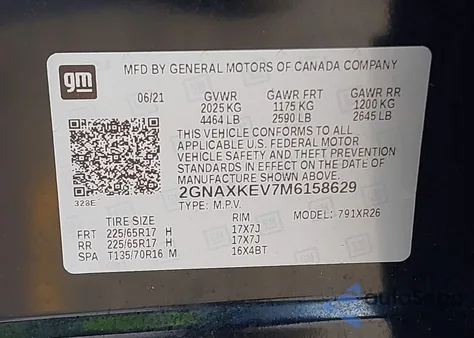 gm
MFD BY GENERAL MOTORS OF CANADA COMPANY
06/21 GVWR GAWR FRT GAWR RR
2025 KG 1175 KG 1200 KG
4464 LB 2590 LB 2645 LB
THIS VEHICLE CONFORMS TO ALL
APPLICABLE U.S. FEDERAL MOTOR
VEHICLE SAFETY AND THEFT PREVENTION
STANDARDS IN EFFECT ON THE DATE OF
MANUFACTURE SHOWN ABOVE.
328E 2GNAXKEV7M6158629
TYPE: M.P.V. MODEL: 791XR26
TIRE SIZE RIM
FRT 225/65R17 H 17X7J
RR 225/65R17 H 17X7J
SPA T135/70R16 M 16X4BT